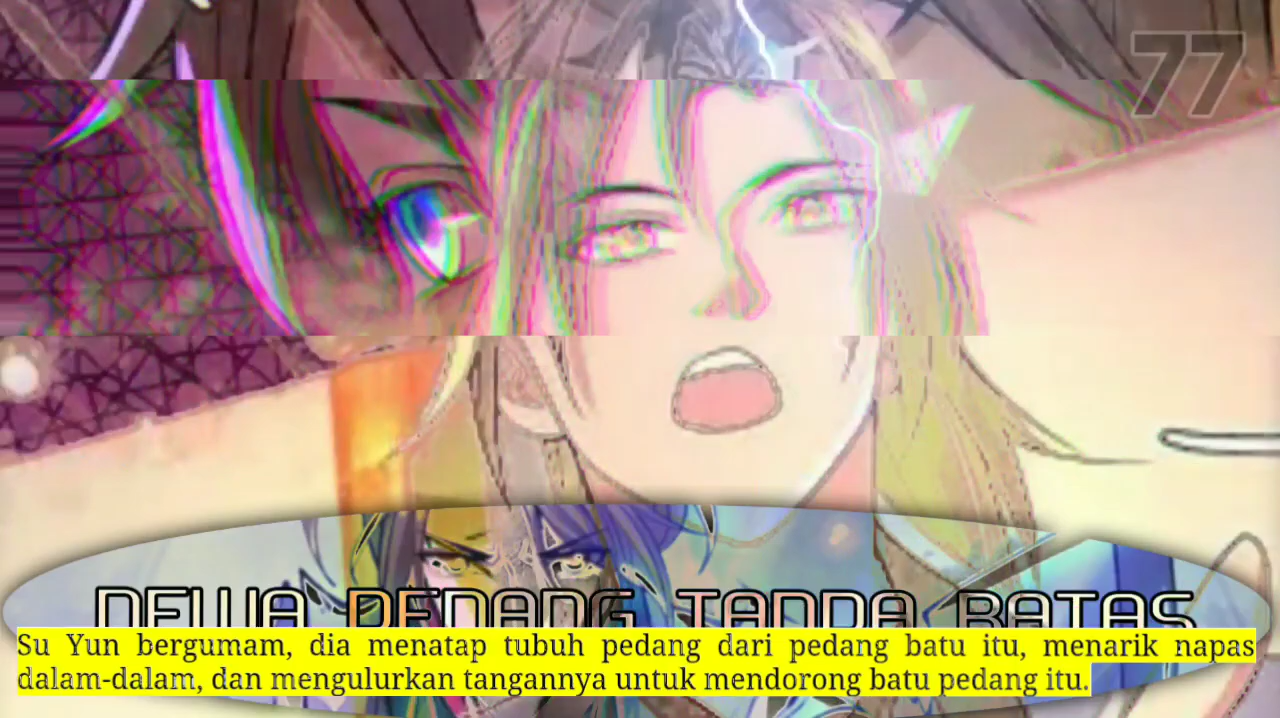 77
DEWA PEDANG TANPA BATAS
Su Yun bergumam, dia menatap tubuh pedang dari pedang batu itu, menarik napas
dalam-dalam, dan mengulurkan tangannya untuk mendorong batu pedang itu.